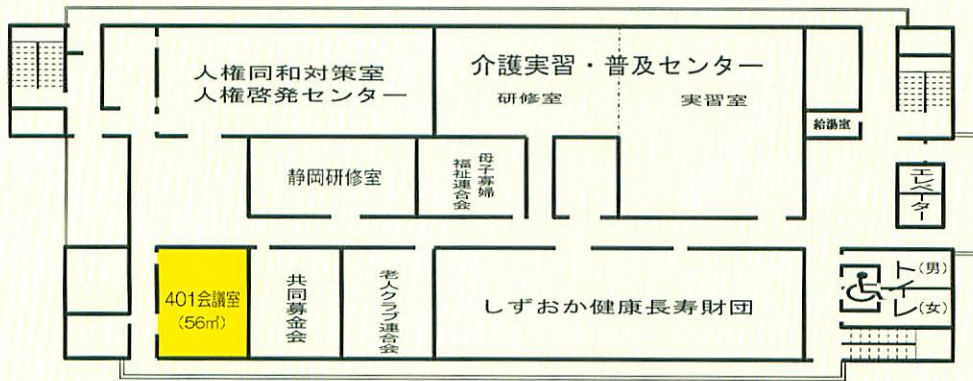 人権同和対策室
人権啓発センター
介護実習・普及センター
研修室
実習室
給湯室
静岡研修室
母子寡婦
福祉連合会
エレベーター
401会議室
(56㎡)
共同募金会
老人クラブ連合会
しずおか健康長寿財団
トイレ
(男)
(女)